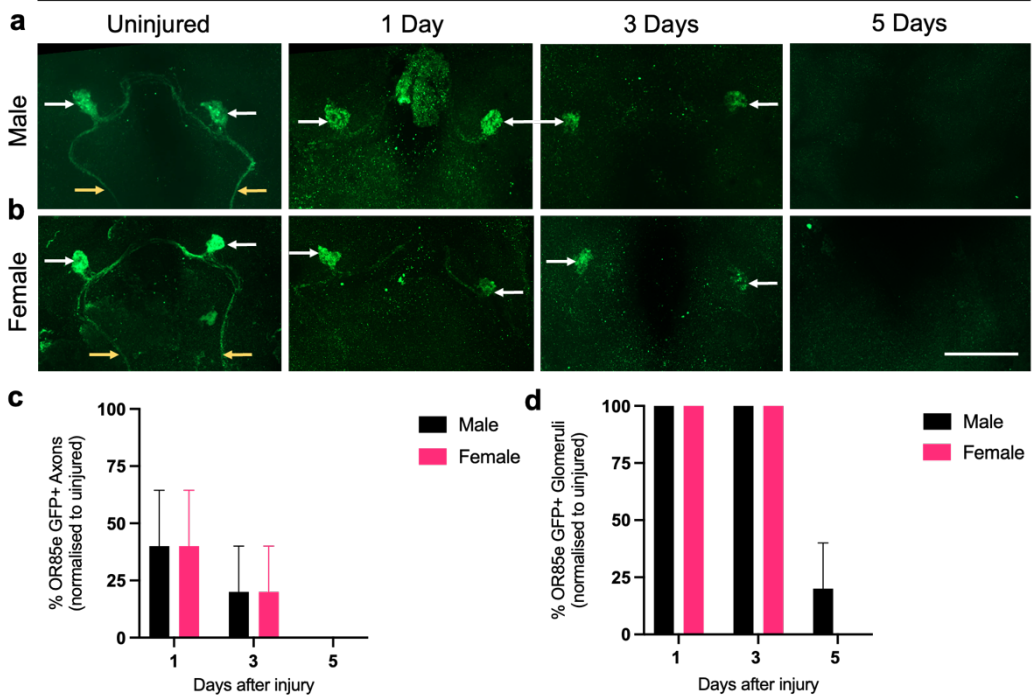 a
Uninjured
1 Day
3 Days
5 Days
Male
b
Female
c
100
75
50
25
0
% OR85e GFP+ Axons
(normalised to uninjured)
1
3
5
Days after injury
Male
Female
d
100
75
50
25
0
% OR85e GFP+ Glomeruli
(normalised to uninjured)
1
3
5
Days after injury
Male
Female